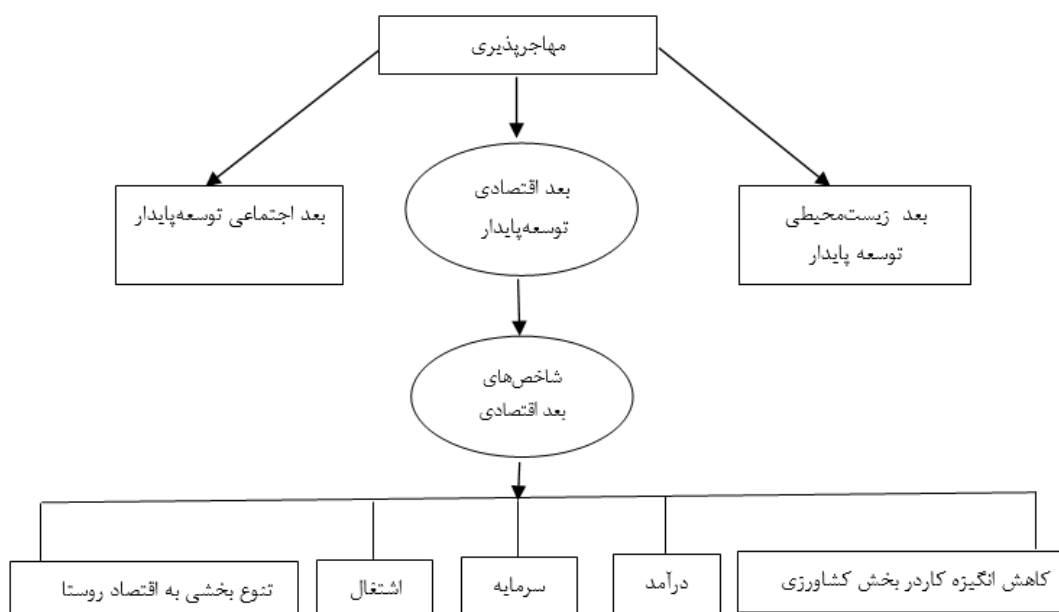 مهاجرپذیری
بعد زیست‌محیطی
توسعه پایدار
بعد اقتصادی
توسعه‌پایدار
بعد اجتماعی توسعه‌پایدار
شاخص‌های
بعد اقتصادی
کاهش انگیزه کاردر بخش کشاورزی
درآمد
سرمایه
اشتغال
تنوع بخشی به اقتصاد روستا